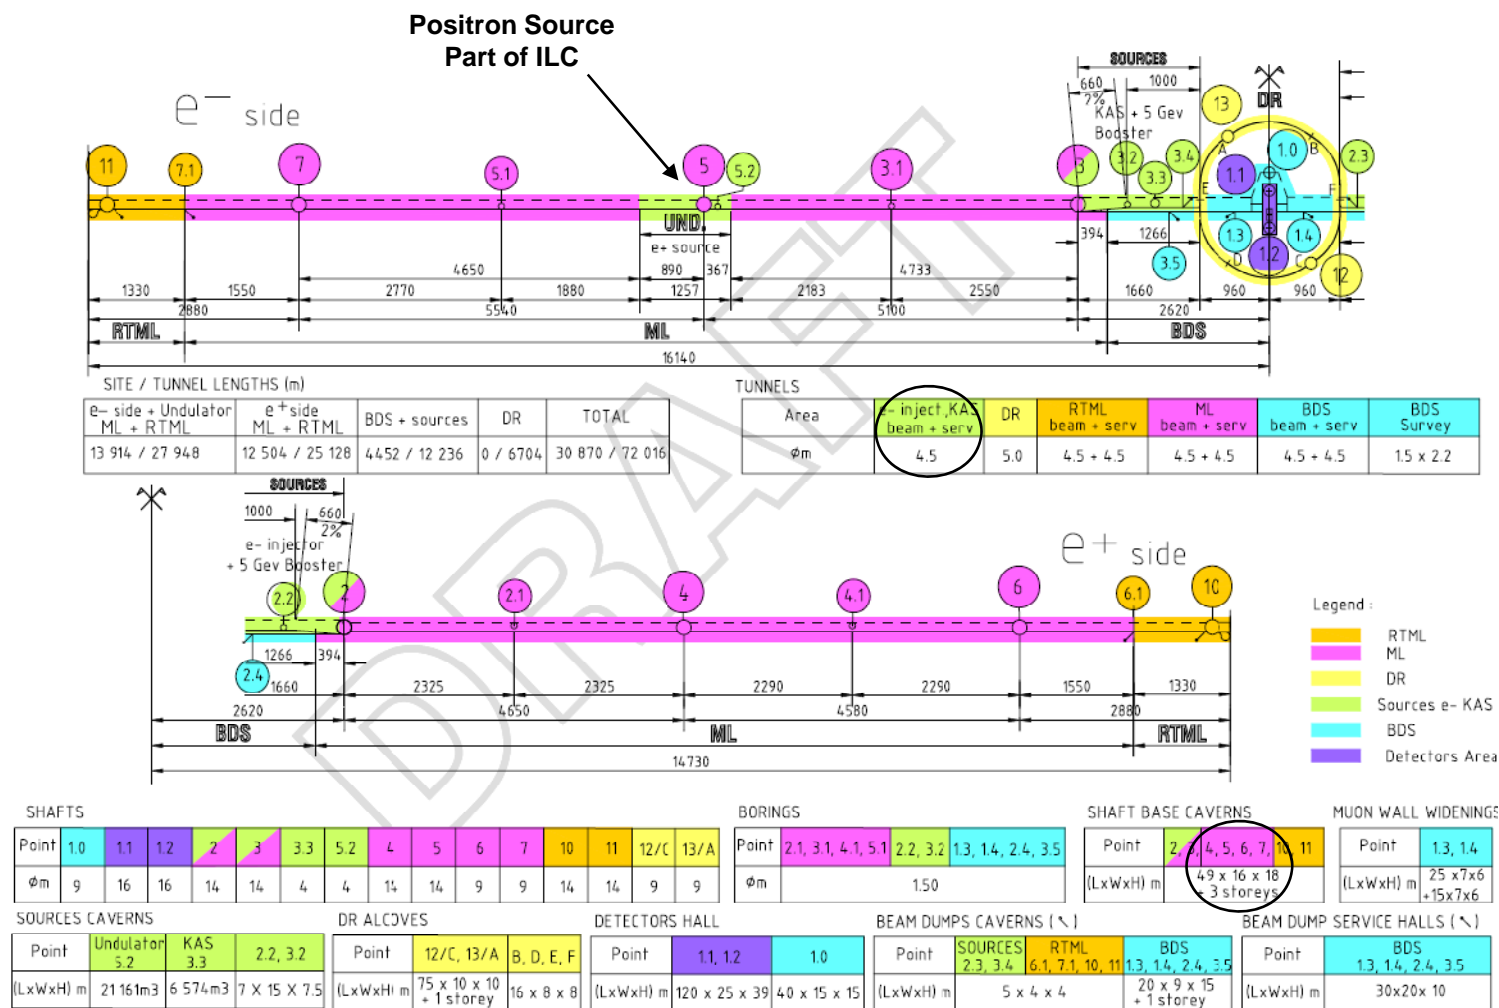 Positron Source
Part of ILC
SOURCES
660
1000
2%
DR
KAS + 5 Gev
Booster
e− side
13
11
7.1
7
5.1
5
5.2
3.1
3
3.2
3.3
3.4
A
1.0
B
2.3
1.1
E
F
UND
e+ source
394
1266
1.3
1.4
3.5
D
1.2
C
12
4650
890
367
4733
1330
1550
2770
1880
1257
2183
2550
1660
960
960
2880
5540
5100
2620
RTML
ML
BDS
16140
SITE / TUNNEL LENGTHS (m)
e- side + Undulator ML + RTML
e+ side ML + RTML
BDS + sources
DR
TOTAL
13 914 / 27 948
12 504 / 25 128
4452 / 12 236
0 / 6704
30 870 / 72 016
TUNNELS
Area
e- inject, KAS beam + serv
DR
RTML beam + serv
ML beam + serv
BDS beam + serv
BDS Survey
Øm
4.5
5.0
4.5 + 4.5
4.5 + 4.5
4.5 + 4.5
1.5 x 2.2
DRAFT
SOURCES
1000
660
2%
e- injector
+ 5 Gev Booster
e+ side
2.2
2
2.1
4
4.1
6
6.1
10
2.4
1266
394
1660
2325
2325
2290
2290
1550
1330
2620
4650
4580
2880
BDS
ML
RTML
14730
Legend :
RTML
ML
DR
Sources e- KAS
BDS
Detectors Area
SHAFTS
Point 1.0 1.1 1.2 2 3 3.3 5.2 4 5 6 7 10 11 12/C 13/A
Øm 9 16 16 14 14 4 4 14 14 9 9 14 14 9 9
BORINGS
Point 2.1, 3.1, 4.1, 5.1 2.2, 3.2 1.3, 1.4, 2.4, 3.5
Øm 1.50
SHAFT BASE CAVERNS
Point 2, 3, 4, 5, 6, 7, 10, 11
(LxWxH) m 49 x 16 x 18
+ 3 storeys
MUON WALL WIDENINGS
Point 1.3, 1.4
(LxWxH) m 25 x7x6
+15x7x6
SOURCES CAVERNS
Point Undulator 5.2 KAS 3.3 2.2, 3.2
(LxWxH) m 21 161m3 6 574m3 7 X 15 X 7.5
DR ALCOVES
Point 12/C, 13/A B, D, E, F
(LxWxH) m 75 x 10 x 10 + 1 storey 16 x 8 x 8
DETECTORS HALL
Point 1.1, 1.2 1.0
(LxWxH) m 120 x 25 x 39 40 x 15 x 15
BEAM DUMPS CAVERNS (↖)
Point SOURCES 2.3, 3.4 RTML 6.1, 7.1, 10, 11 BDS 1.3, 1.4, 2.4, 3.5
(LxWxH) m 5 x 4 x 4 20 x 9 x 15 + 1 storey
BEAM DUMP SERVICE HALLS (↖)
Point BDS 1.3, 1.4, 2.4, 3.5
(LxWxH) m 30x20x 10